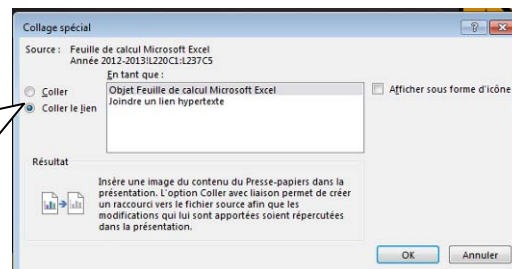 Collage spécial
Source : Feuille de calcul Microsoft Excel
Année 2012-2013!L220C1:L237C5
En tant que :
Coller
Coller le lien
Objet Feuille de calcul Microsoft Excel
Joindre un lien hypertexte
Afficher sous forme d'icône
Résultat
Insère une image du contenu du Presse-papiers dans la
présentation. L'option Coller avec liaison permet de créer
un raccourci vers le fichier source afin que les
modifications qui lui sont apportées soient répercutées
dans la présentation.
OK
Annuler